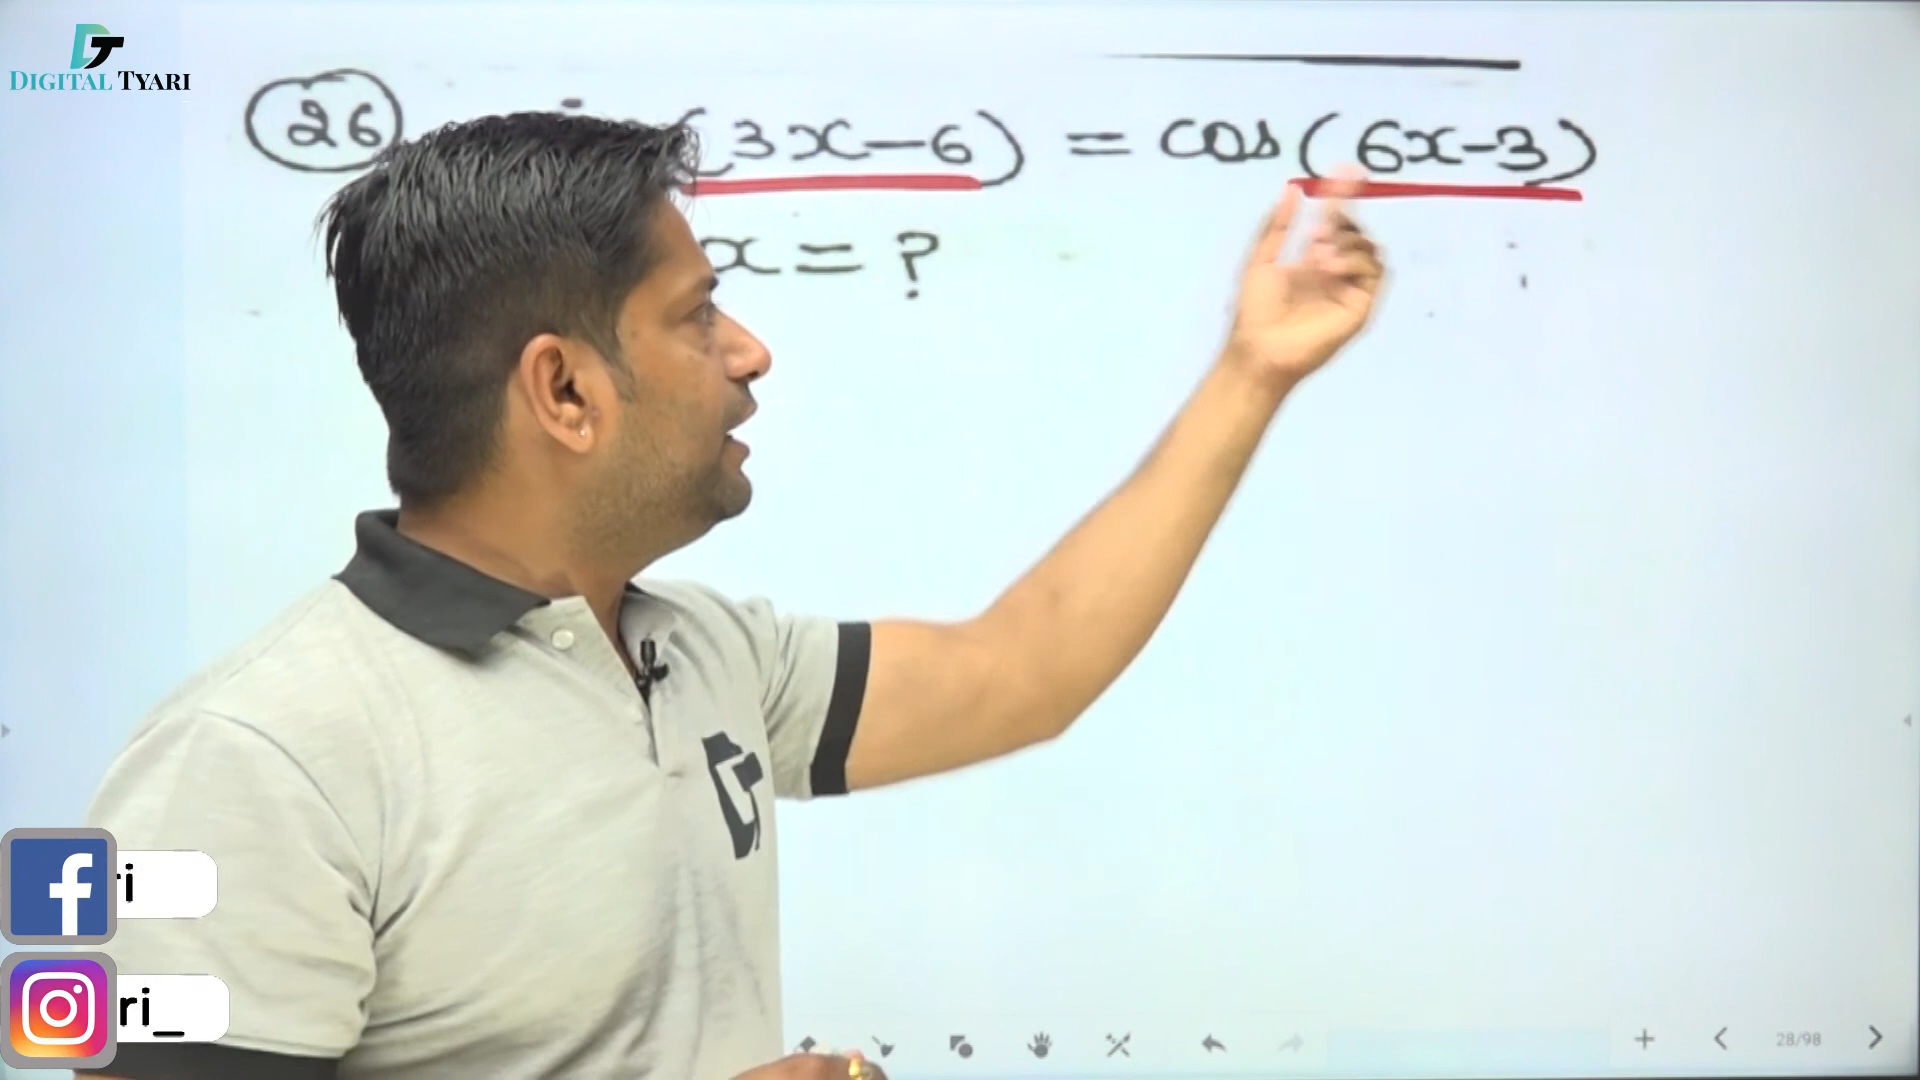 DIGITAL TYARI
26 (3x-6) = cos(6x-3)
x = ?
ri
ri_
28/98